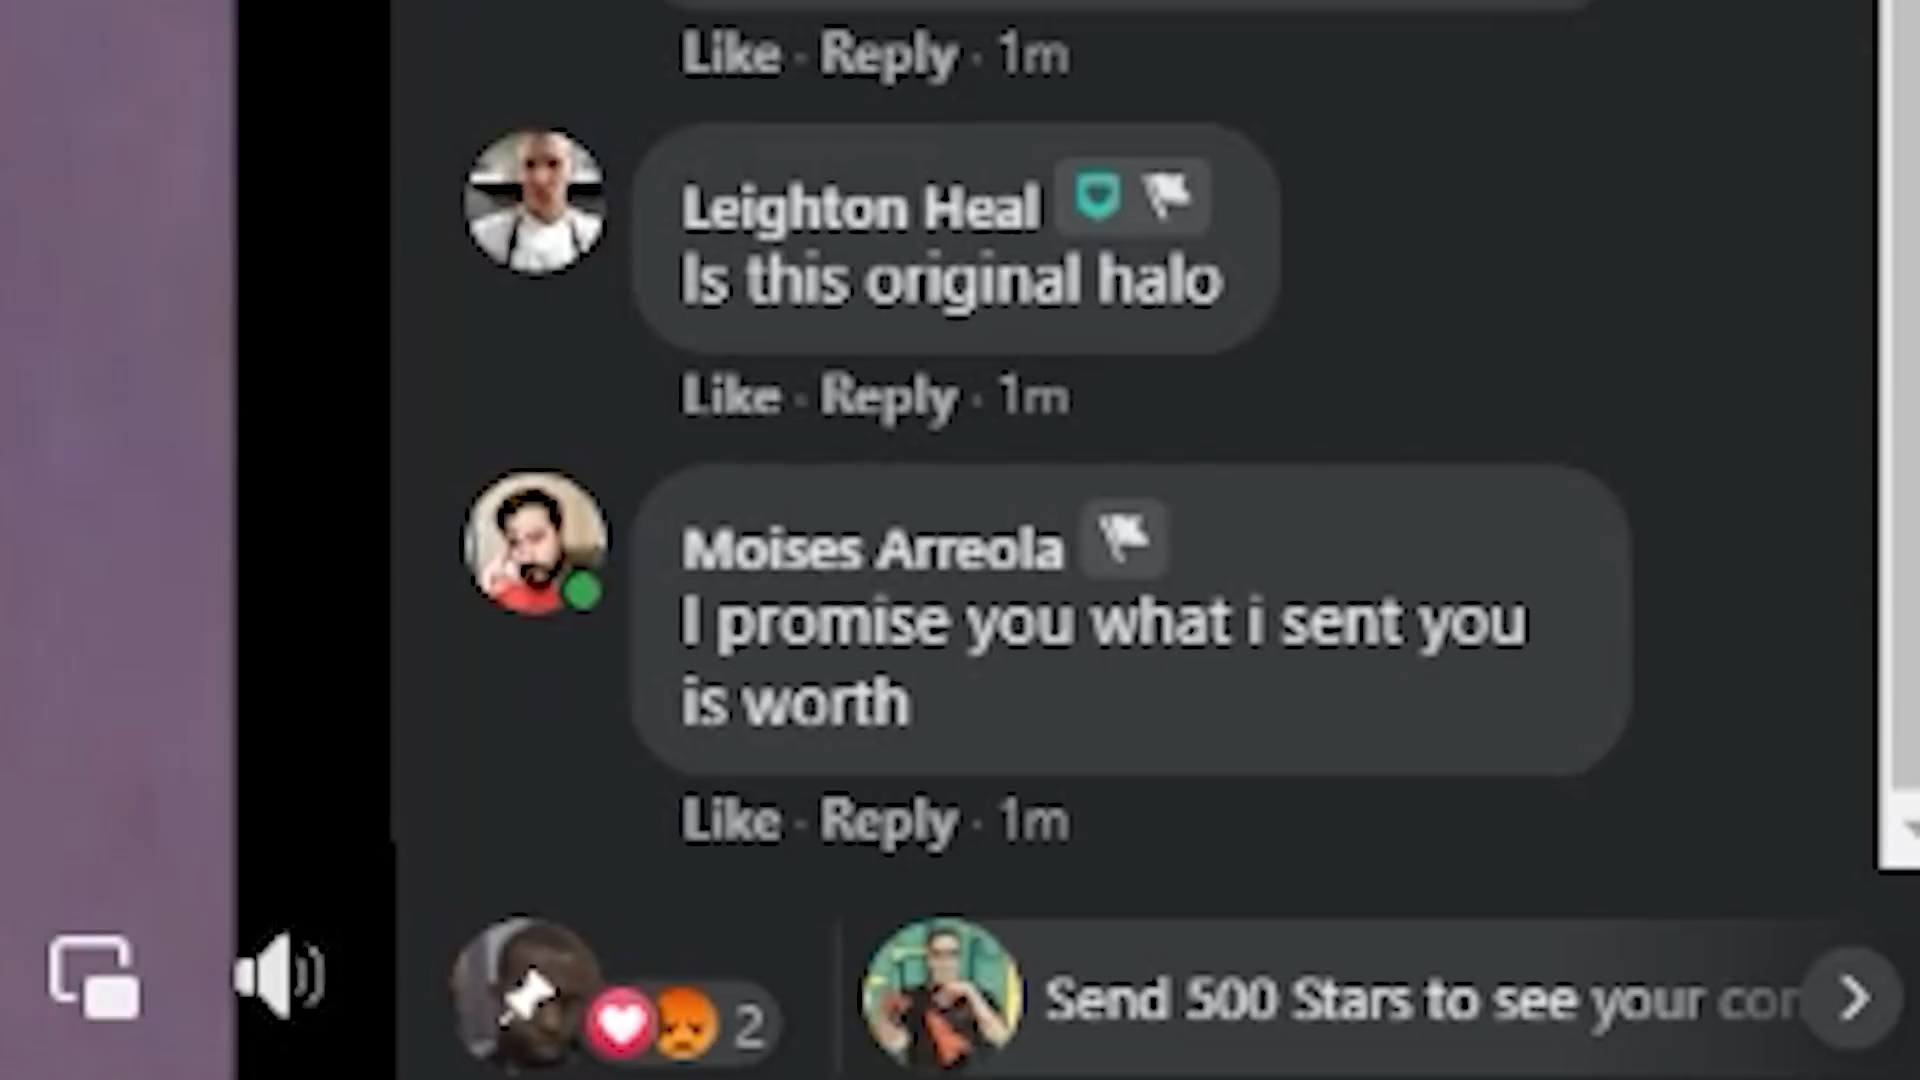 Like · Reply · 1m
Leighton Heal
Is this original halo
Like · Reply · 1m
Moises Arreola
I promise you what i sent you
is worth
Like · Reply · 1m
2
Send 500 Stars to see your